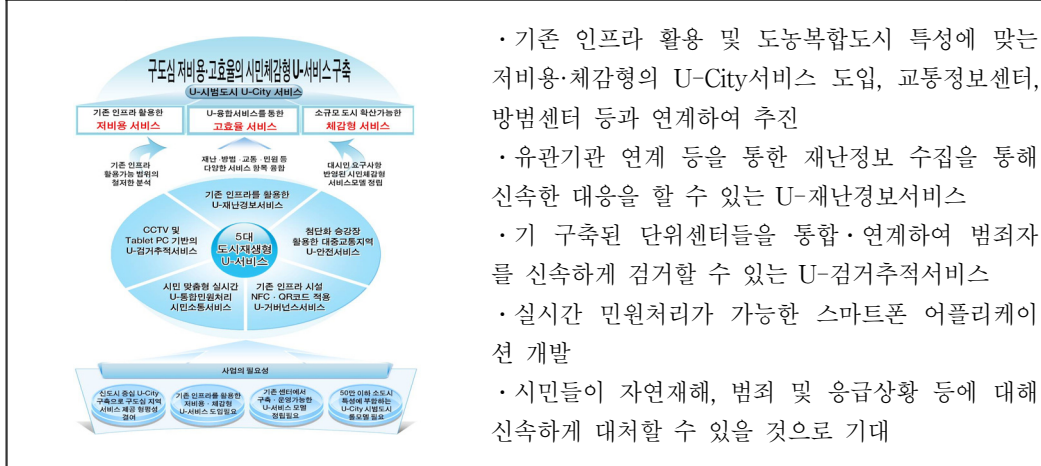 구도심 저비용·고효율의 시민체감형 U-서비스 구축
U-시범도시 U-City 서비스
기존 인프라 활용한
저비용 서비스
U-융합서비스를 통한
고효율 서비스
소규모 도시 확산가능한
체감형 서비스
기존 인프라
활용가능 범위의
철저한 분석
재난·방범·교통·민원 등
다양한 서비스 항목 융합
대시민 요구사항
반영된 시민체감형
서비스모델 정립
기존 인프라를 활용한
U-재난경보서비스
CCTV 및
Tablet PC 기반의
U-검거추적서비스
5대
도시재생형
U-서비스
첨단화 승강장
활용한 대중교통지역
U-안전서비스
시민 맞춤형 실시간
U-통합민원처리
시민소통서비스
기존 인프라 시설
NFC · QR코드 적용
U-거버넌스서비스
사업의 필요성
신도시 중심 U-City
구축으로 구도심 지역
서비스 제공 형평성
결여
기존 인프라를 활용한
저비용 · 체감형
U-서비스 도입필요
기존 센터에서
구축 · 운영가능한
U-서비스 모델
정립필요
50만 이하 소도시
특성에 부합하는
U-City 시범도시
롤모델 필요
·기존 인프라 활용 및 도농복합도시 특성에 맞는
저비용·체감형의 U-City서비스 도입, 교통정보센터,
방범센터 등과 연계하여 추진
·유관기관 연계 등을 통한 재난정보 수집을 통해
신속한 대응을 할 수 있는 U-재난경보서비스
·기 구축된 단위센터들을 통합·연계하여 범죄자
를 신속하게 검거할 수 있는 U-검거추적서비스
·실시간 민원처리가 가능한 스마트폰 어플리케이
션 개발
·시민들이 자연재해, 범죄 및 응급상황 등에 대해
신속하게 대처할 수 있을 것으로 기대